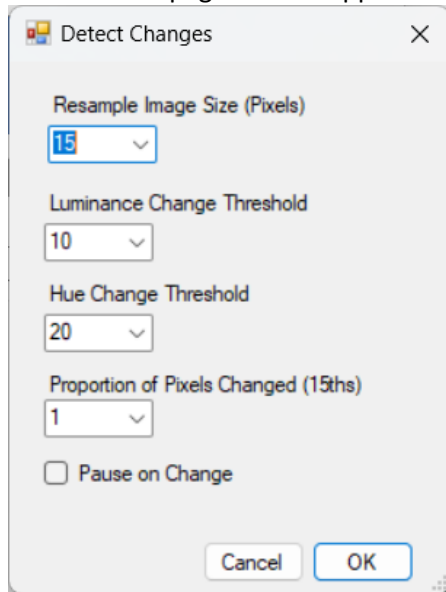 Detect Changes
Resample Image Size (Pixels)
15
Luminance Change Threshold
10
Hue Change Threshold
20
Proportion of Pixels Changed (15ths)
1
Pause on Change
Cancel OK